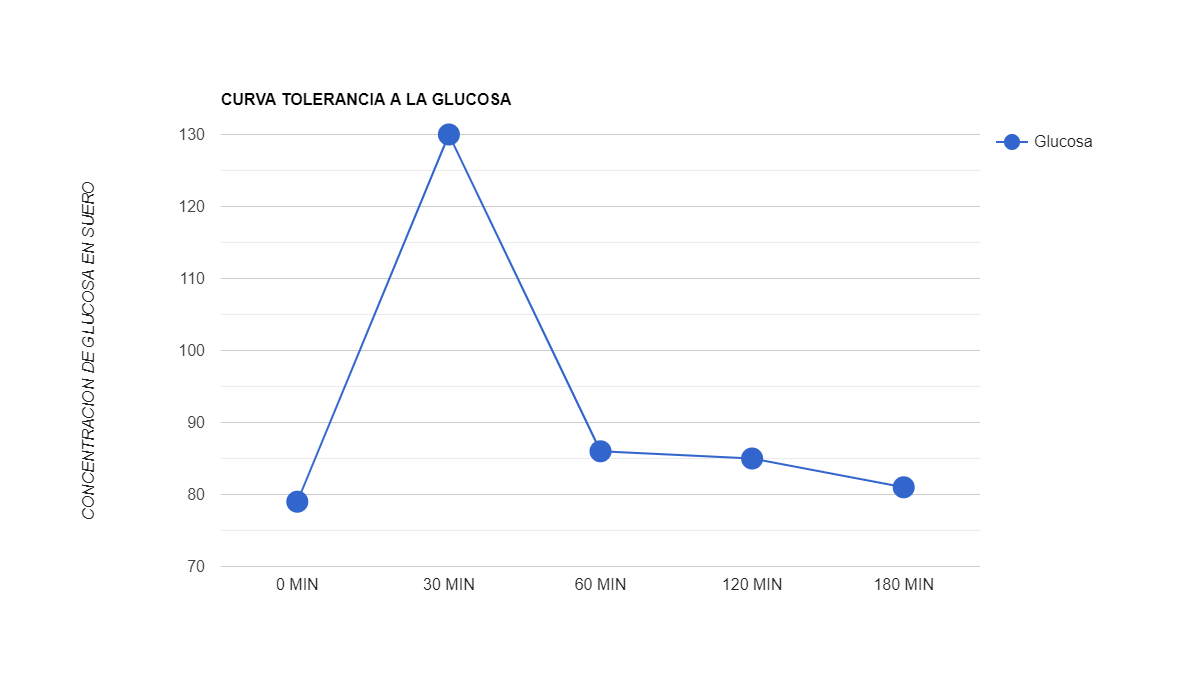 CURVA TOLERANCIA A LA GLUCOSA
CONCENTRACION DE GLUCOSA EN SUERO
130
120
110
100
90
80
70
0 MIN
30 MIN
60 MIN
120 MIN
180 MIN
Glucosa